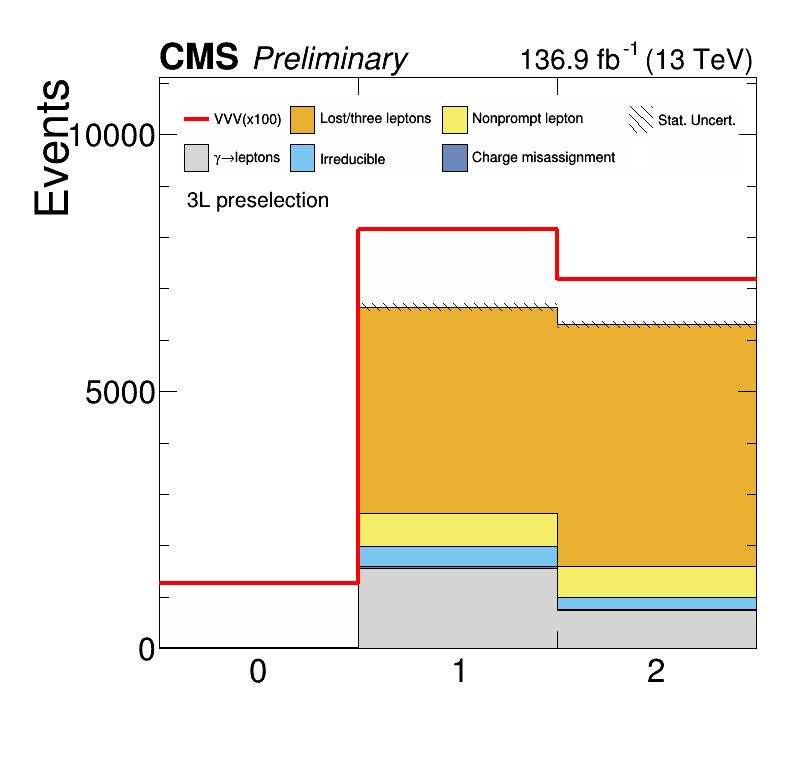 CMS Preliminary 136.9 fb-1 (13 TeV)
Events
10000
5000
0
VVV(x100) Lost/three leptons Nonprompt lepton Stat. Uncert.
γ→leptons Irreducible Charge misassignment
3L preselection
0 1 2